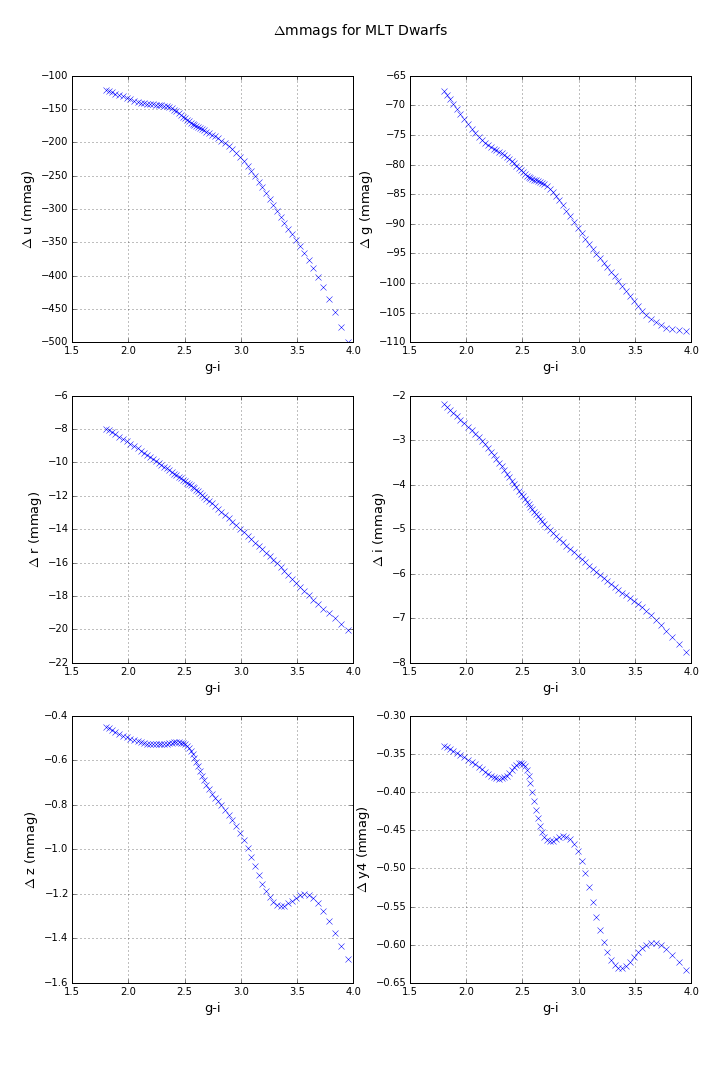 Δmmags for MLT Dwarfs
−100
−150
−200
−250
−300
−350
−400
−450
−500
Δ u (mmag)
1.5 2.0 2.5 3.0 3.5 4.0
g-i
−65
−70
−75
−80
−85
−90
−95
−100
−105
−110
Δ g (mmag)
1.5 2.0 2.5 3.0 3.5 4.0
g-i
−6
−8
−10
−12
−14
−16
−18
−20
−22
Δ r (mmag)
1.5 2.0 2.5 3.0 3.5 4.0
g-i
−2
−3
−4
−5
−6
−7
−8
Δ i (mmag)
1.5 2.0 2.5 3.0 3.5 4.0
g-i
−0.4
−0.6
−0.8
−1.0
−1.2
−1.4
−1.6
Δ z (mmag)
1.5 2.0 2.5 3.0 3.5 4.0
g-i
−0.30
−0.35
−0.40
−0.45
−0.50
−0.55
−0.60
−0.65
Δ y4 (mmag)
1.5 2.0 2.5 3.0 3.5 4.0
g-i